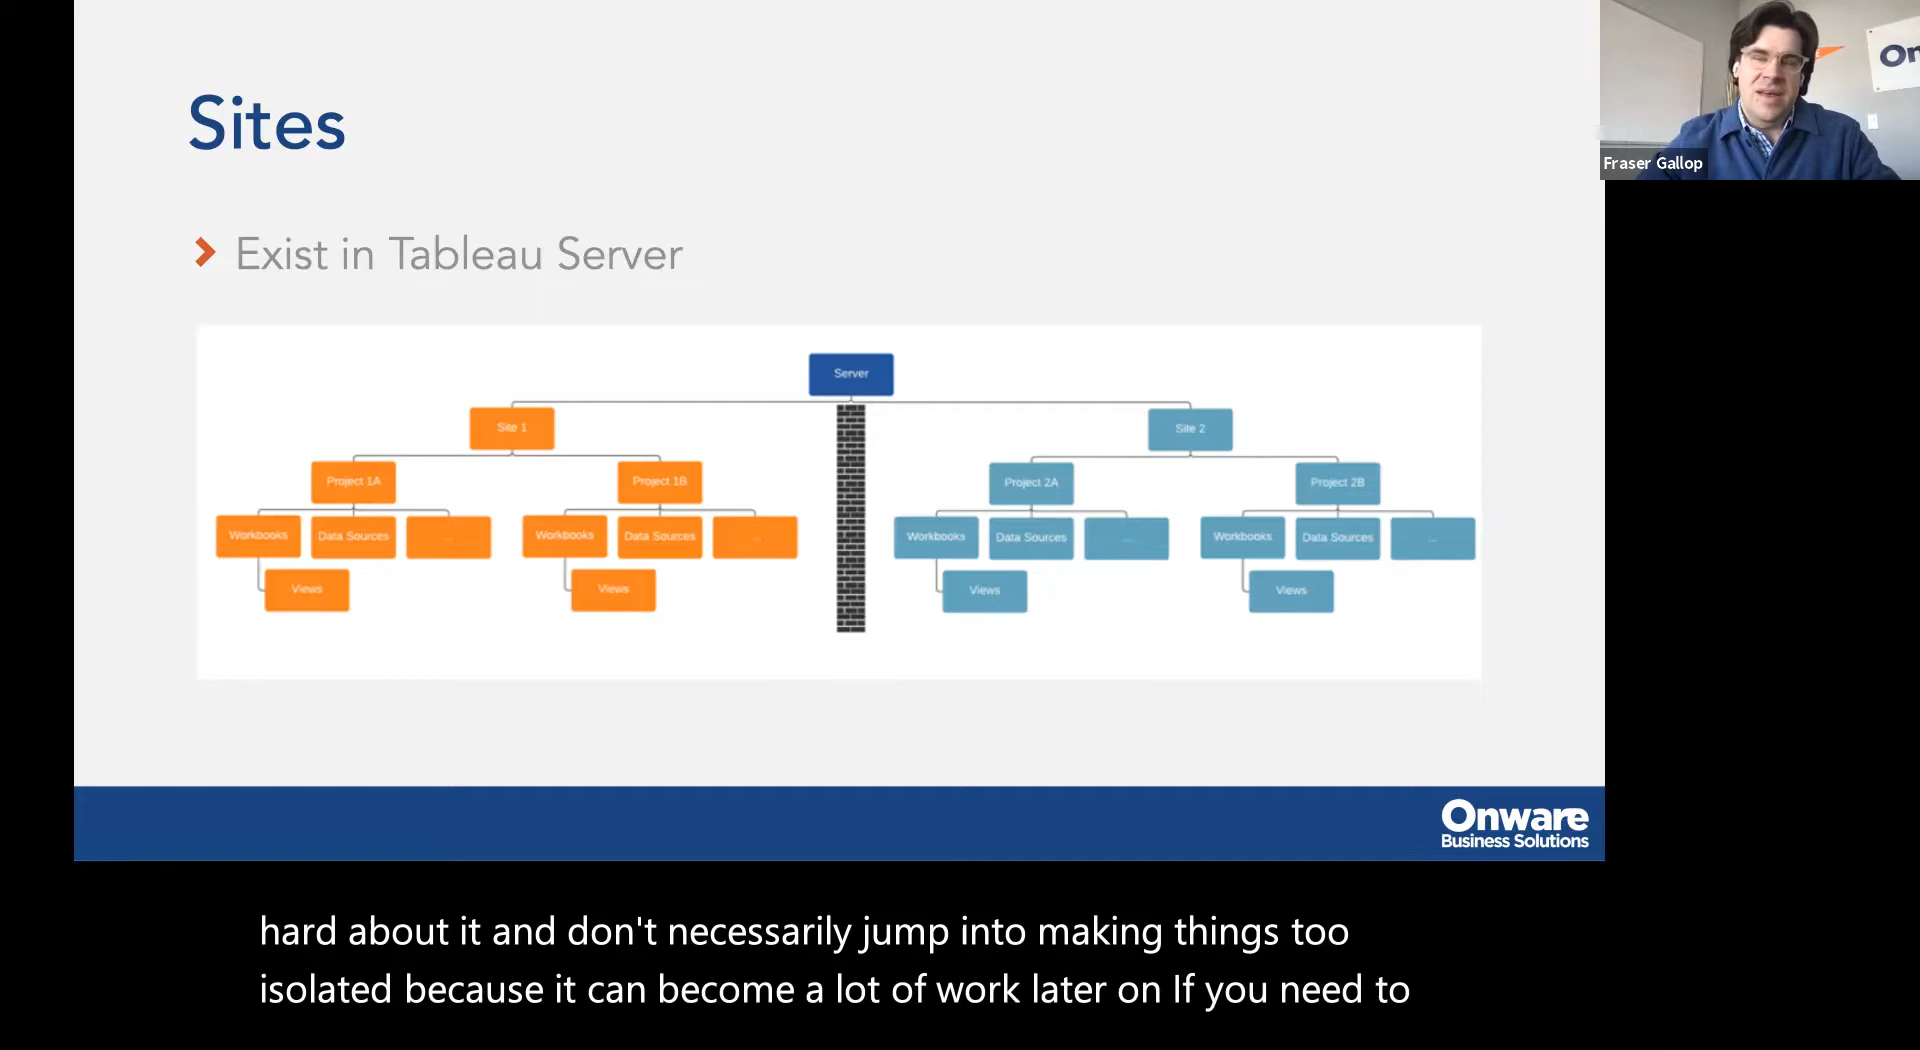 Sites
Exist in Tableau Server
Server
Site 1
Site 2
Project 1A
Project 1B
Project 2A
Project 2B
Workbooks
Data Sources
...
Workbooks
Data Sources
...
Workbooks
Data Sources
...
Workbooks
Data Sources
...
Views
Views
Views
Views
Onware
Business Solutions
On
Fraser Gallop
hard about it and don't necessarily jump into making things too
isolated because it can become a lot of work later on If you need to